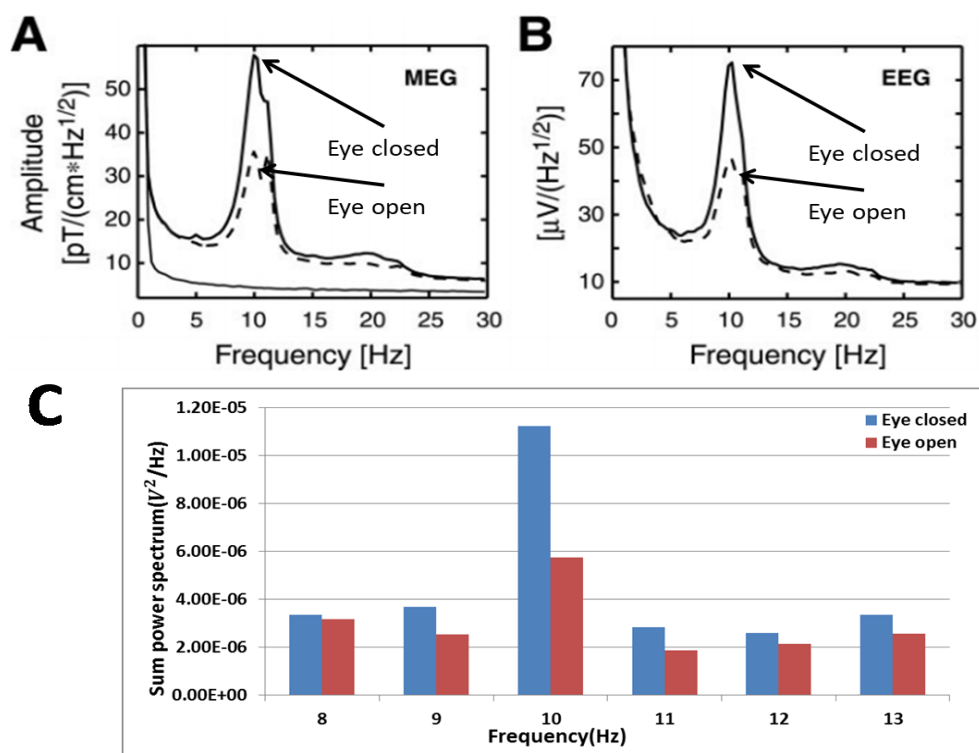 A
MEG
50
40
30
20
10
Amplitude
[pT/(cm*Hz^1/2)]
Eye closed
Eye open
0 5 10 15 20 25 30
Frequency [Hz]
B
EEG
70
50
30
10
[µV/(Hz^1/2)]
Eye closed
Eye open
0 5 10 15 20 25 30
Frequency [Hz]
C
Sum power spectrum(V²/Hz)
1.20E-05
1.00E-05
8.00E-06
6.00E-06
4.00E-06
2.00E-06
0.00E+00
Eye closed
Eye open
8 9 10 11 12 13
Frequency(Hz)